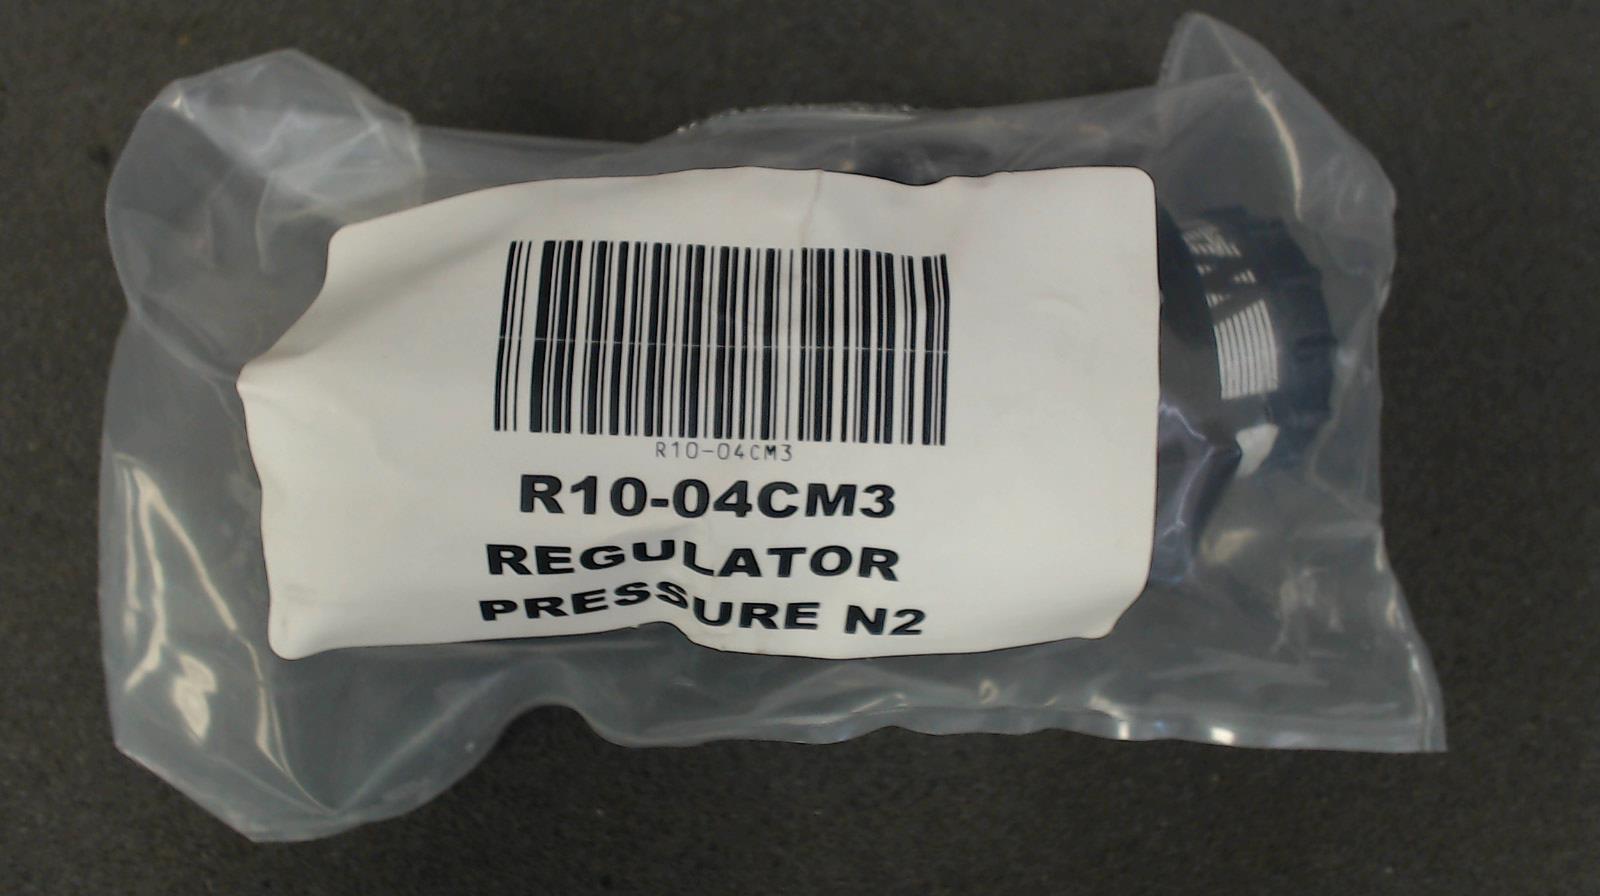 R10-04CM3
R10-04CM3
REGULATOR
PRESSURE N2